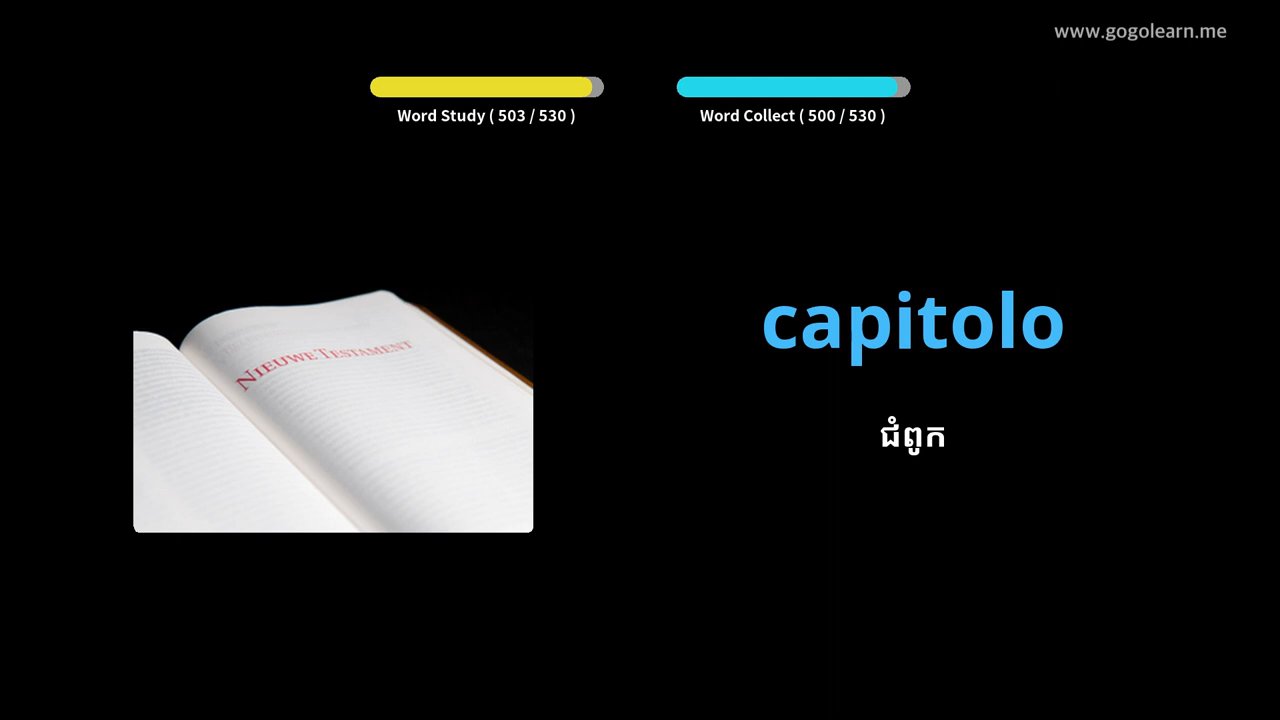 www.gogolearn.me
Word Study ( 503 / 530 )
Word Collect ( 500 / 530 )
NIEUWE TESTAMENT
capitolo
ជំពូក